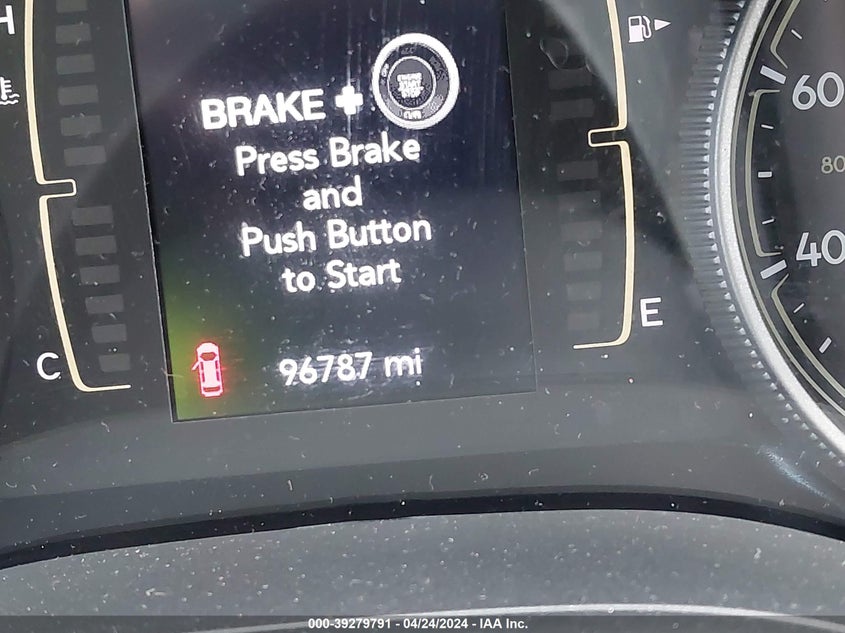 H
BRAKE +
Press Brake
and
Push Button
to Start
C
96787 mi
E
60
80
40
000-39279791 - 04/24/2024 - IAA Inc.